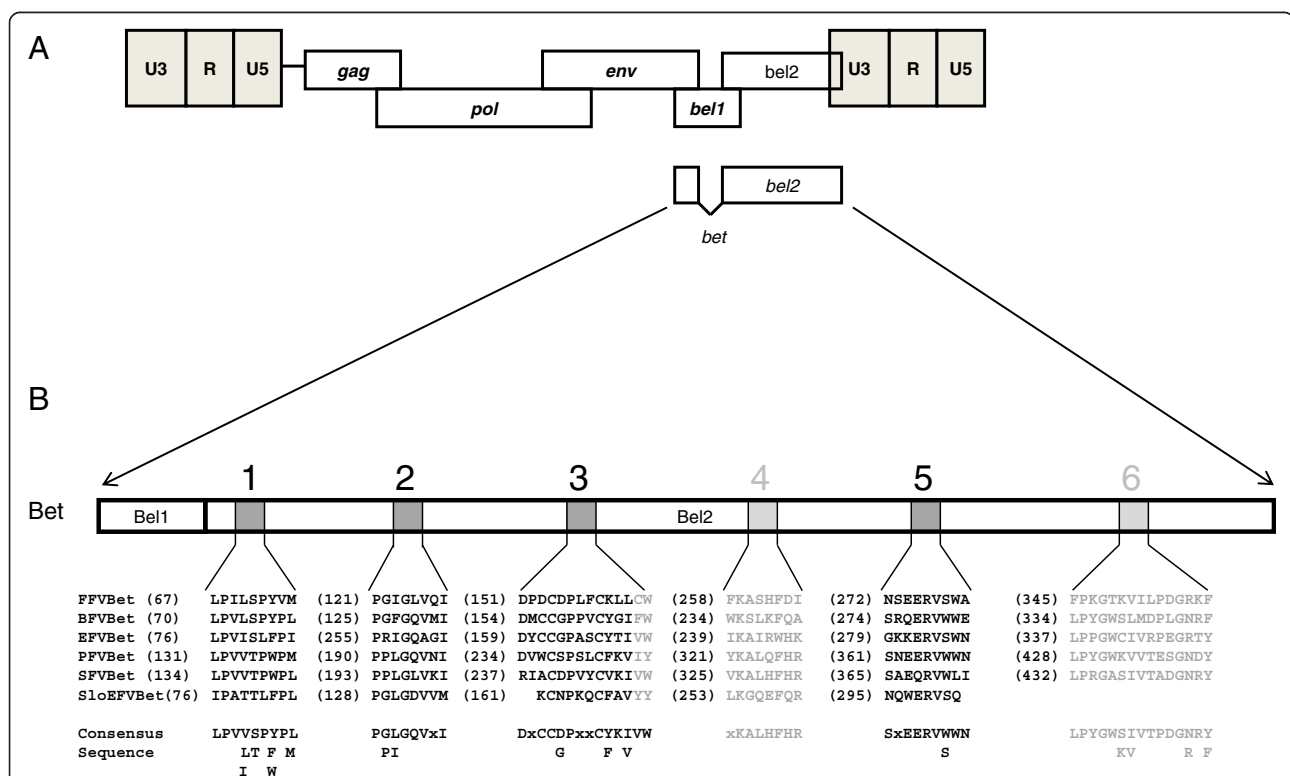 A
U3 R U5 gag env bel2 U3 R U5
pol bel1
bel2
bet
B
1 2 3 4 5 6
Bet Bel1 Bel2
FFVBet (67) LPILSPYVM (121) PGIGLVQI (151) DPDCDPLFCKLLCW (258) FKASHFDI (272) NSEERVSWA (345) FPKGTKVILPDGRKF
BFVBet (70) LPVLSPYPL (125) PGFGQVMI (154) DMCCGPPVCYGIFW (234) WKSLKFQA (274) SRQERVWWE (334) LPYGWSLMDPLGNRF
EFVBet (76) LPVISLFPI (255) PRIGQAGI (159) DYCCGPASCYTIVW (239) IKAIRWHK (279) GKKERVSWN (337) LPPGWCIVRPEGRTY
PFVBet (131) LPVVTPWPM (190) PPLGQVNI (234) DVWCSPSLCFKVIY (321) YKALQFHR (361) SNEERVWWN (428) LPYGWKVVTESGNDY
SFVBet (134) LPVVTPWPL (193) PPLGLVKI (237) RIACDPVYCVKIVW (325) VKALHFHR (365) SAEQRVWLI (432) LPRGASIVTADGNRY
SloEFVBet(76) IPATTLFPL (128) PGLGDVVM (161) KCNPKQCFAVYY (253) LKGQEFQR (295) NQWERVSQ
Consensus LPVVSPYPL PGLGQVxI DxCCDPxxCYKIVW xKALHFHR SxEERVWWN LPYGWSIVTPDGNRY
Sequence LT F M PI G F V S KV R F
I W